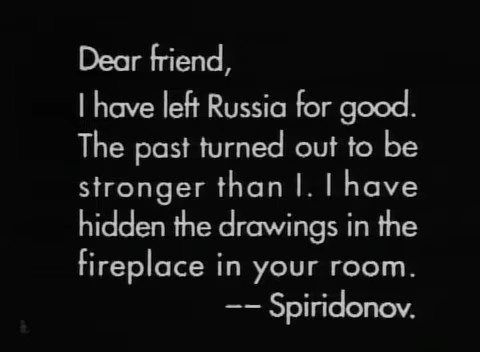 Dear friend,
I have left Russia for good.
The past turned out to be
stronger than I. I have
hidden the drawings in the
fireplace in your room.
-- Spiridonov.